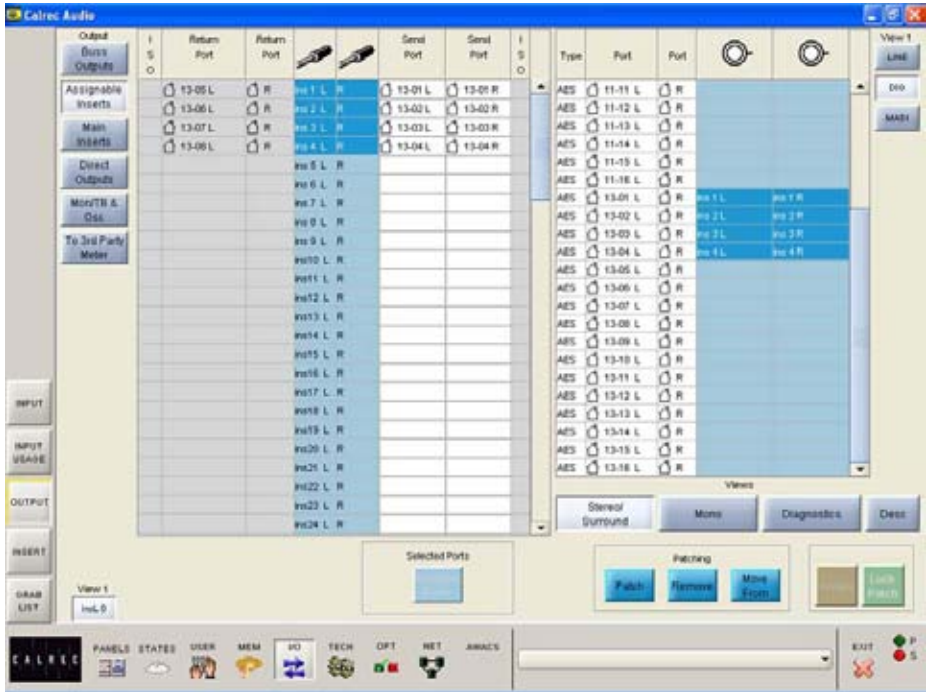 Calrec Audio
Output
Buss Outputs
Assignable Inserts
Main Inserts
Direct Outputs
Mon/TB & Osc
To 3rd Party Meter
INPUT
INPUT USAGE
OUTPUT
INSERT
GRAB LIST
View 1
InsL 0
I S O Return Port Return Port Send Port Send Port I S O
13-05 L R ins 1 L R 13-01 L 13-01 R
13-06 L R ins 2 L R 13-02 L 13-02 R
13-07 L R ins 3 L R 13-03 L 13-03 R
13-08 L R ins 4 L R 13-04 L 13-04 R
ins 5 L R
ins 6 L R
ins 7 L R
ins 8 L R
ins 9 L R
ins10 L R
ins11 L R
ins12 L R
ins13 L R
ins14 L R
ins15 L R
ins16 L R
ins17 L R
ins18 L R
ins19 L R
ins20 L R
ins21 L R
ins22 L R
ins23 L R
ins24 L R
Type Port Port
AES 11-11 L R
AES 11-12 L R
AES 11-13 L R
AES 11-14 L R
AES 11-15 L R
AES 11-16 L R
AES 13-01 L R ins 1 L ins 1 R
AES 13-02 L R ins 2 L ins 2 R
AES 13-03 L R ins 3 L ins 3 R
AES 13-04 L R ins 4 L ins 4 R
AES 13-05 L R
AES 13-06 L R
AES 13-07 L R
AES 13-08 L R
AES 13-09 L R
AES 13-10 L R
AES 13-11 L R
AES 13-12 L R
AES 13-13 L R
AES 13-14 L R
AES 13-15 L R
AES 13-16 L R
View 1
Line
DIO
MADI
Views
Stereo/ Surround
Mono
Diagnostics
Desc
Selected Ports
Patching
Patch
Remove
Move From
Lock Patch
CALREC
PANELS STATES USER MEM I/O TECH OPT NET AWACS
EXIT
P
S